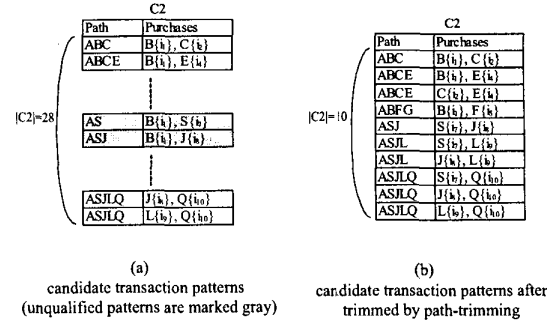 C2
Path Purchases
ABC B{i₁}, C{i₂}
ABCE B{i₁}, E{i₄}
|C2|=28
AS B{i₁}, S{i₇}
ASJ B{i₁}, J{i₈}
ASJLQ J{i₈}, Q{i₁₀}
ASJLQ L{i₉}, Q{i₁₀}
(a)
candidate transaction patterns
(unqualified patterns are marked gray)
C2
Path Purchases
ABC B{i₁}, C{i₂}
ABCE B{i₁}, E{i₄}
ABCE C{i₂}, E{i₄}
ABFG B{i₁}, F{i₅}
|C2|=10
ASJ S{i₇}, J{i₈}
ASJL S{i₇}, L{i₉}
ASJL J{i₈}, L{i₉}
ASJLQ S{i₇}, Q{i₁₀}
ASJLQ J{i₈}, Q{i₁₀}
ASJLQ L{i₉}, Q{i₁₀}
(b)
candidate transaction patterns after
trimmed by path-trimming